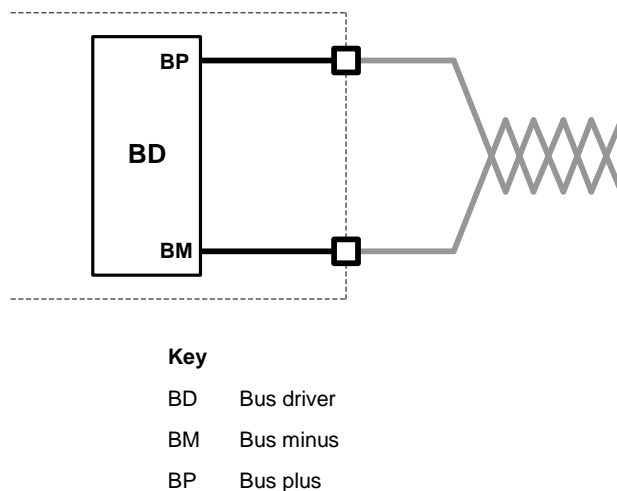 BP
BD
BM
Key
BD Bus driver
BM Bus minus
BP Bus plus